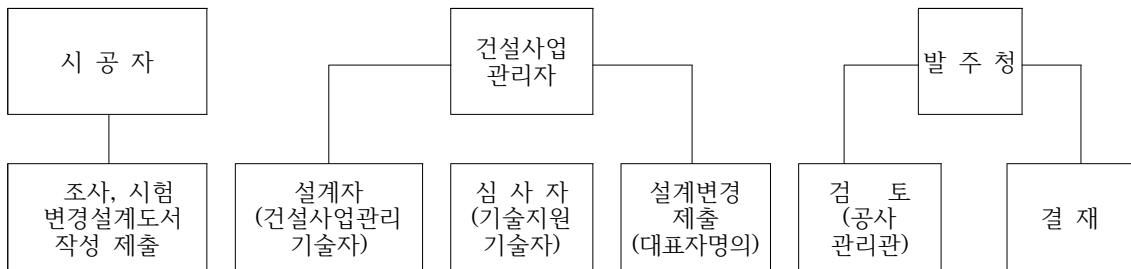 시 공 자
건설사업
관리자
발 주 청
조사, 시험
변경설계도서
작성 제출
설계자
(건설사업관리
기술자)
심 사 자
(기술지원
기술자)
설계변경
제출
(대표자명의)
검 토
(공사
관리관)
결 재